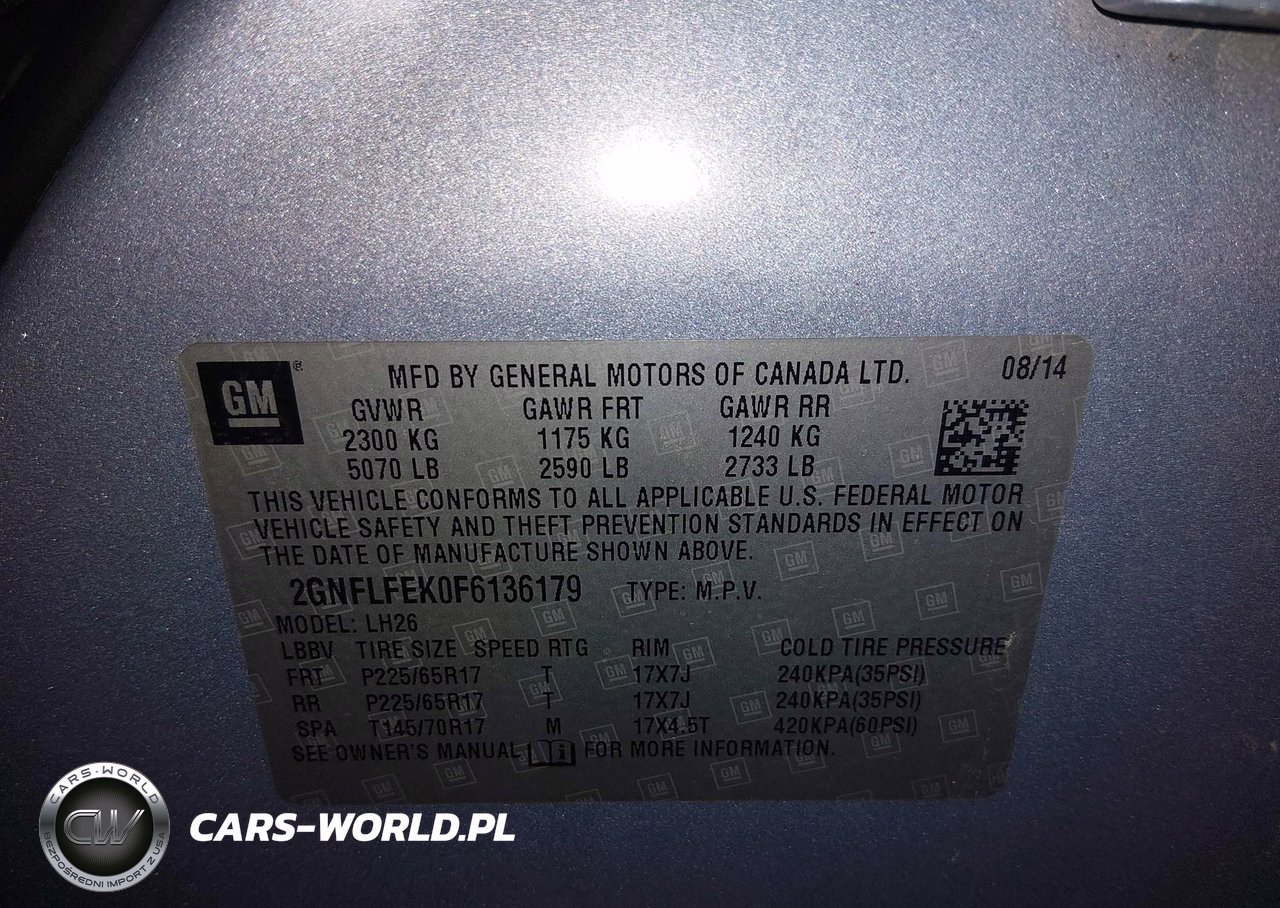 GM ®
MFD BY GENERAL MOTORS OF CANADA LTD. 08/14
GVWR GAWR FRT GAWR RR
2300 KG 1175 KG 1240 KG
5070 LB 2590 LB 2733 LB
THIS VEHICLE CONFORMS TO ALL APPLICABLE U.S. FEDERAL MOTOR
VEHICLE SAFETY AND THEFT PREVENTION STANDARDS IN EFFECT ON
THE DATE OF MANUFACTURE SHOWN ABOVE.
2GNFLFEK0F6136179 TYPE: M.P.V.
MODEL: LH26
LBBV TIRE SIZE SPEED RTG RIM COLD TIRE PRESSURE
FRT P225/65R17 T 17X7J 240KPA(35PSI)
RR P225/65R17 T 17X7J 240KPA(35PSI)
SPA T145/70R17 M 17X4.5T 420KPA(60PSI)
SEE OWNER'S MANUAL i FOR MORE INFORMATION.
CARS-WORLD
CW
BEZPOŚREDNI IMPORT Z USA
CARS-WORLD.PL